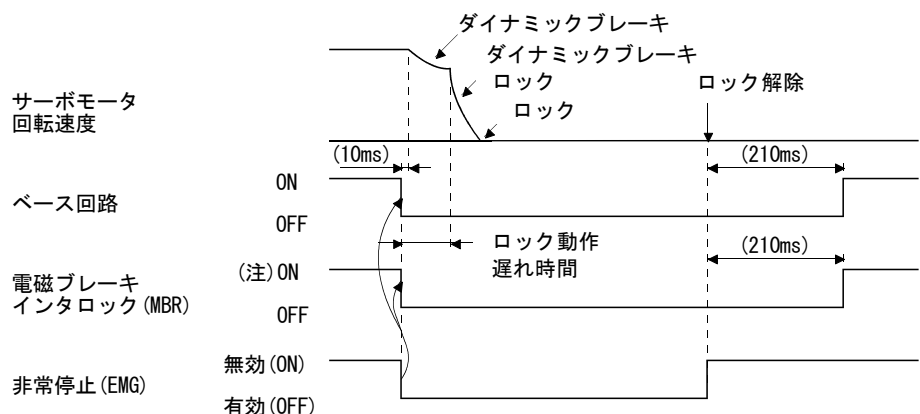 ダイナミックブレーキ
ダイナミックブレーキ
ロック
ロック
ロック解除
サーボモータ
回転速度
(10ms)
(210ms)
ON
ベース回路
OFF
ロック動作
遅れ時間
(210ms)
(注)ON
電磁ブレーキ
インタロック(MBR)
OFF
無効(ON)
非常停止(EMG)
有効(OFF)